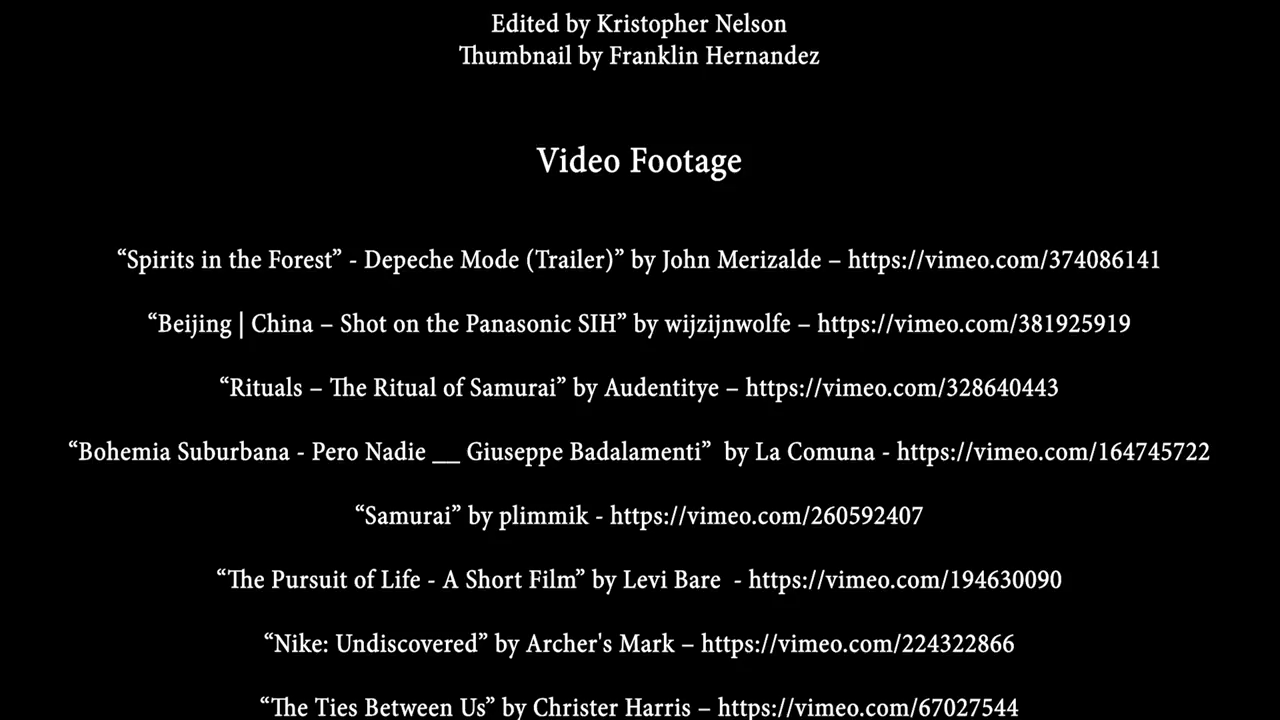 Edited by Kristopher Nelson
Thumbnail by Franklin Hernandez
Video Footage
“Spirits in the Forest” - Depeche Mode (Trailer)” by John Merizalde – https://vimeo.com/374086141
“Beijing | China – Shot on the Panasonic SIH” by wijzijnwolfe – https://vimeo.com/381925919
“Rituals – The Ritual of Samurai” by Audentitye – https://vimeo.com/328640443
“Bohemia Suburbana - Pero Nadie __ Giuseppe Badalamenti”  by La Comuna - https://vimeo.com/164745722
“Samurai” by plimmik - https://vimeo.com/260592407
“The Pursuit of Life - A Short Film” by Levi Bare  - https://vimeo.com/194630090
“Nike: Undiscovered” by Archer's Mark – https://vimeo.com/224322866
“The Ties Between Us” by Christer Harris – https://vimeo.com/67027544